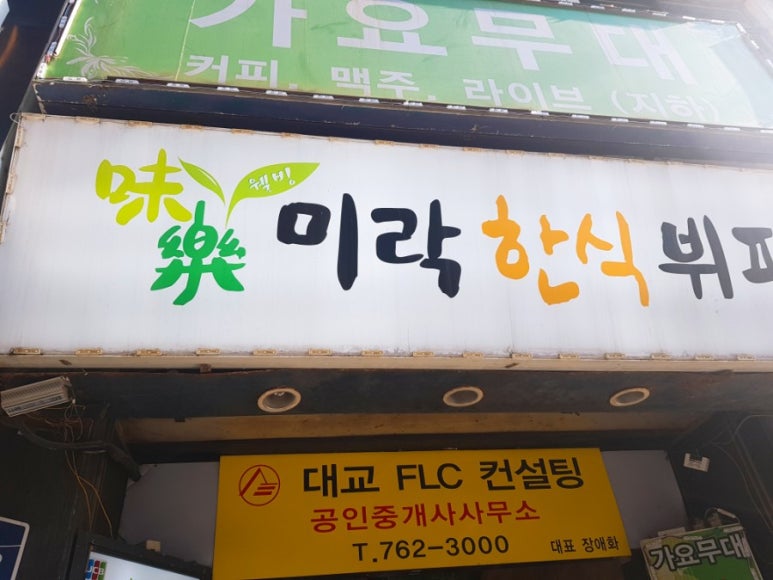 가요무대
커피. 맥주. 라이브 (지하)
味樂
웰빙
미락 한식 뷔
대교 FLC 컨설팅
공인중개사사무소
T.762-3000 대표 장애화
가요무대
JCB